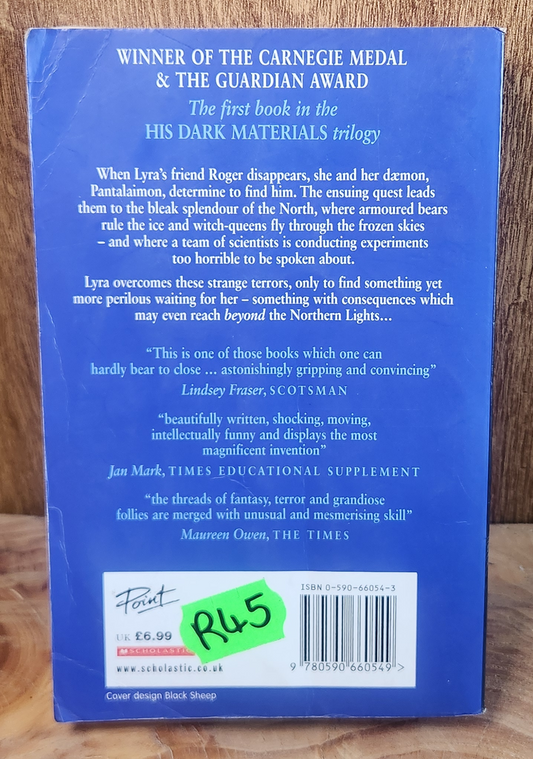 WINNER OF THE CARNEGIE MEDAL
& THE GUARDIAN AWARD
The first book in the
HIS DARK MATERIALS trilogy
When Lyra's friend Roger disappears, she and her dæmon,
Pantalaimon, determine to find him. The ensuing quest leads
them to the bleak splendour of the North, where armoured bears
rule the ice and witch-queens fly through the frozen skies
– and where a team of scientists is conducting experiments
too horrible to be spoken about.
Lyra overcomes these strange terrors, only to find something yet
more perilous waiting for her – something with consequences which
may even reach beyond the Northern Lights...
“This is one of those books which one can
hardly bear to close ... astonishingly gripping and convincing”
Lindsey Fraser, SCOTSMAN
“beautifully written, shocking, moving,
intellectually funny and displays the most
magnificent invention”
Jan Mark, TIMES EDUCATIONAL SUPPLEMENT
“the threads of fantasy, terror and grandiose
follies are merged with unusual and mesmerising skill”
Maureen Owen, THE TIMES
Point
UK £6.99
SCHOLASTIC
www.scholastic.co.uk
R45
ISBN 0-590-66054-3
9 780590 660549 >
Cover design Black Sheep